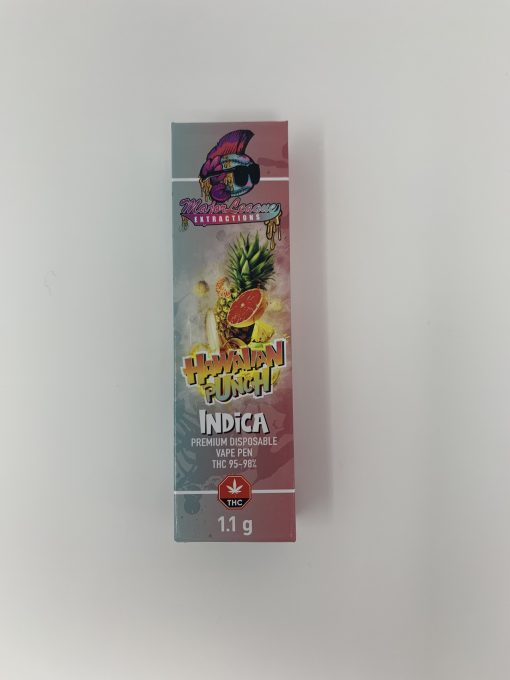 Major League
EXTRACTIONS
HAWAIIAN
PUNCH
INDiCA
PREMIUM DISPOSABLE
VAPE PEN
THC 95-98%
THC
1.1 g